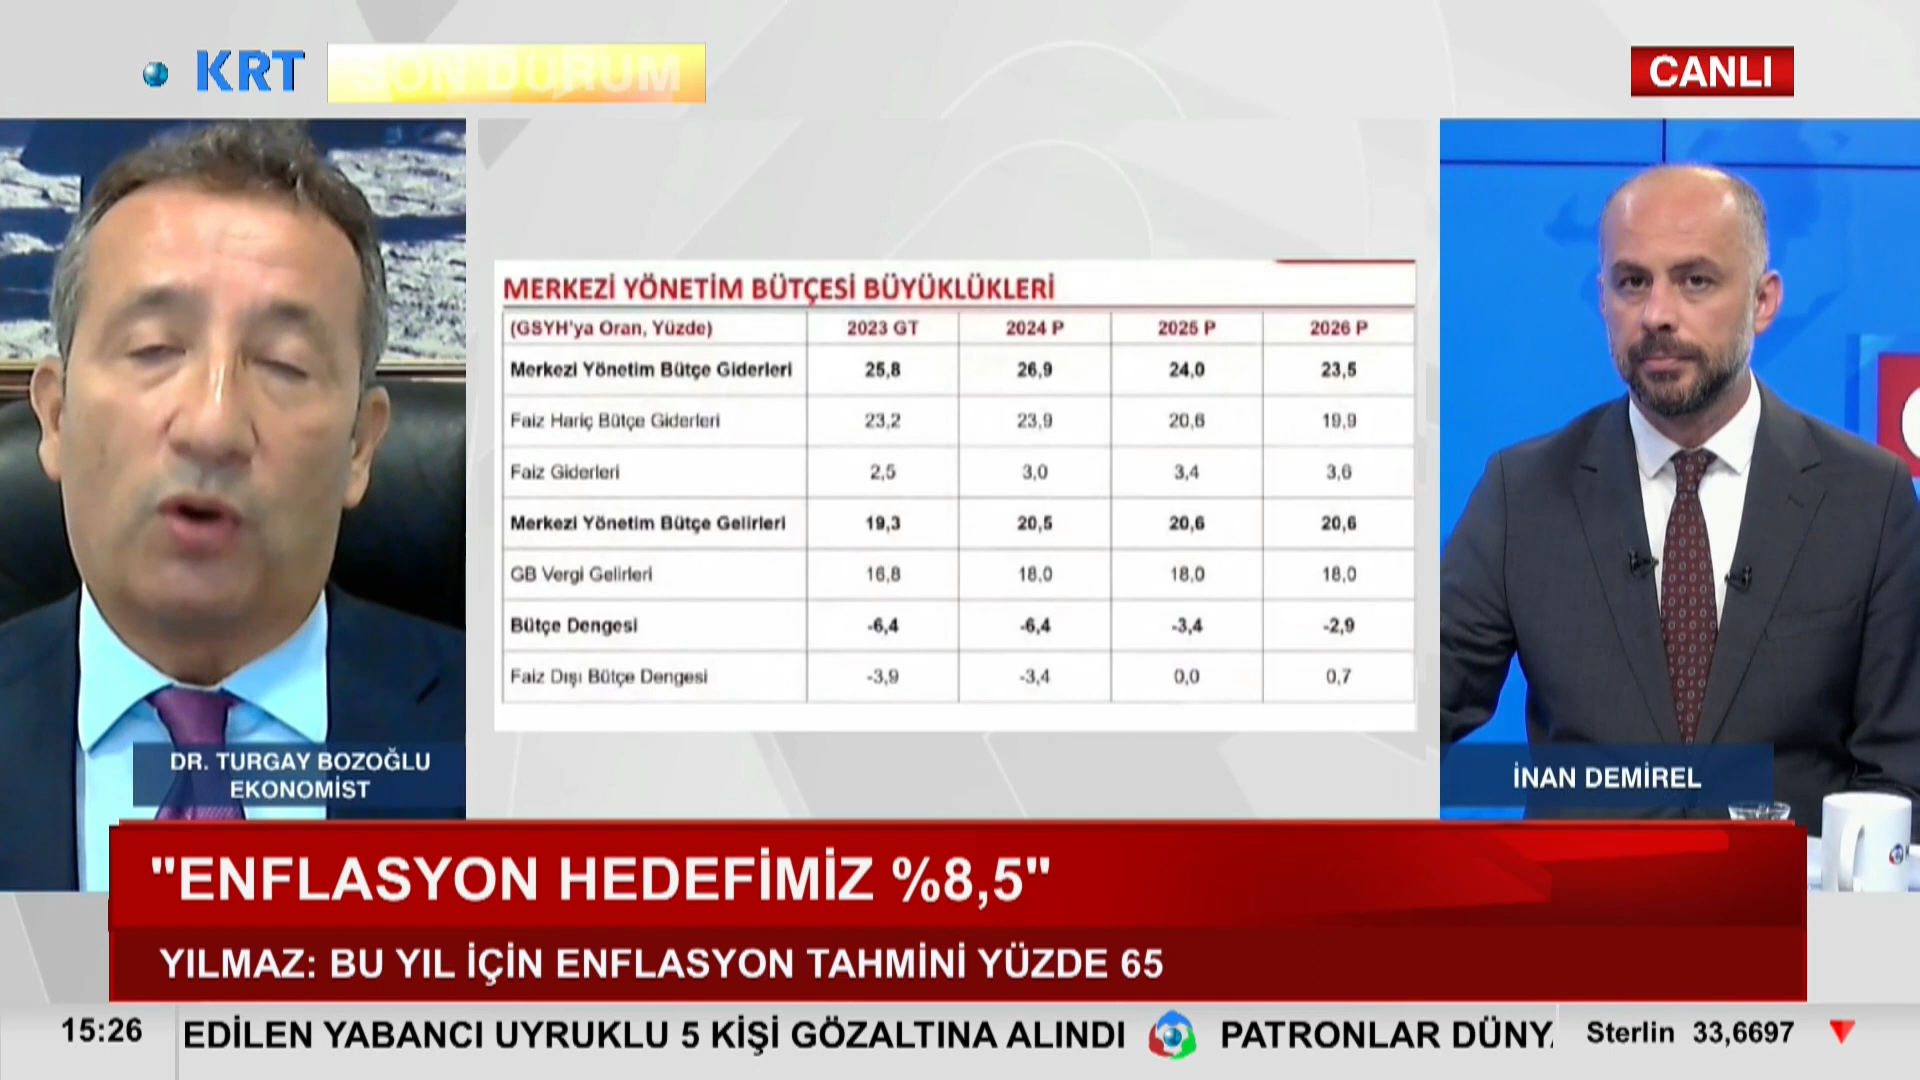 KRT
SON DURUM
CANLI
MERKEZİ YÖNETİM BÜTÇESİ BÜYÜKLÜKLERİ
(GSYH'ya Oran, Yüzde) 2023 GT 2024 P 2025 P 2026 P
Merkezi Yönetim Bütçe Giderleri 25,8 26,9 24,0 23,5
Faiz Hariç Bütçe Giderleri 23,2 23,9 20,6 19,9
Faiz Giderleri 2,5 3,0 3,4 3,6
Merkezi Yönetim Bütçe Gelirleri 19,3 20,5 20,6 20,6
GB Vergi Gelirleri 16,8 18,0 18,0 18,0
Bütçe Dengesi -6,4 -6,4 -3,4 -2,9
Faiz Dışı Bütçe Dengesi -3,9 -3,4 0,0 0,7
DR. TURGAY BOZOĞLU
EKONOMİST
İNAN DEMİREL
"ENFLASYON HEDEFİMİZ %8,5"
YILMAZ: BU YIL İÇİN ENFLASYON TAHMİNİ YÜZDE 65
15:26 EDİLEN YABANCI UYRUKLU 5 KİŞİ GÖZALTINA ALINDI PATRONLAR DÜNY Sterlin 33,6697